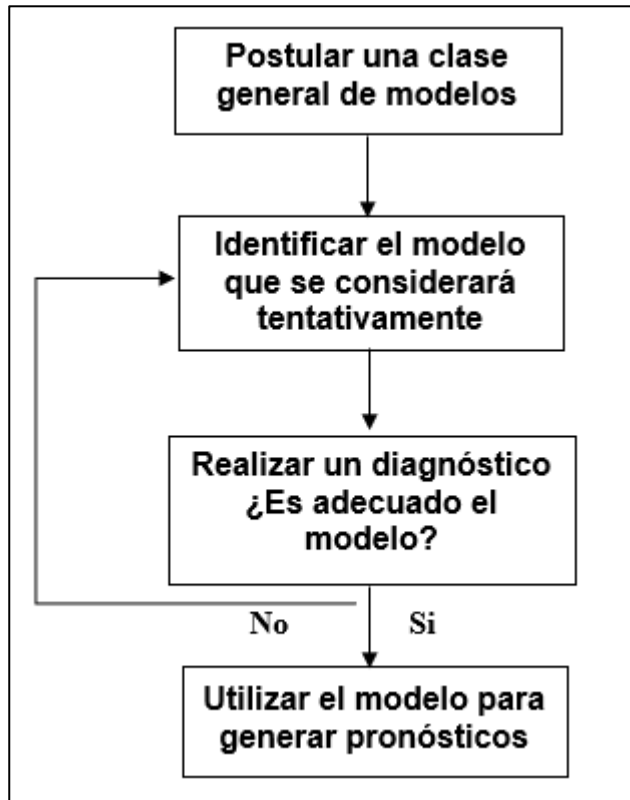 Postular una clase
general de modelos
Identificar el modelo
que se considerará
tentativamente
Realizar un diagnóstico
¿Es adecuado el
modelo?
No Si
Utilizar el modelo para
generar pronósticos